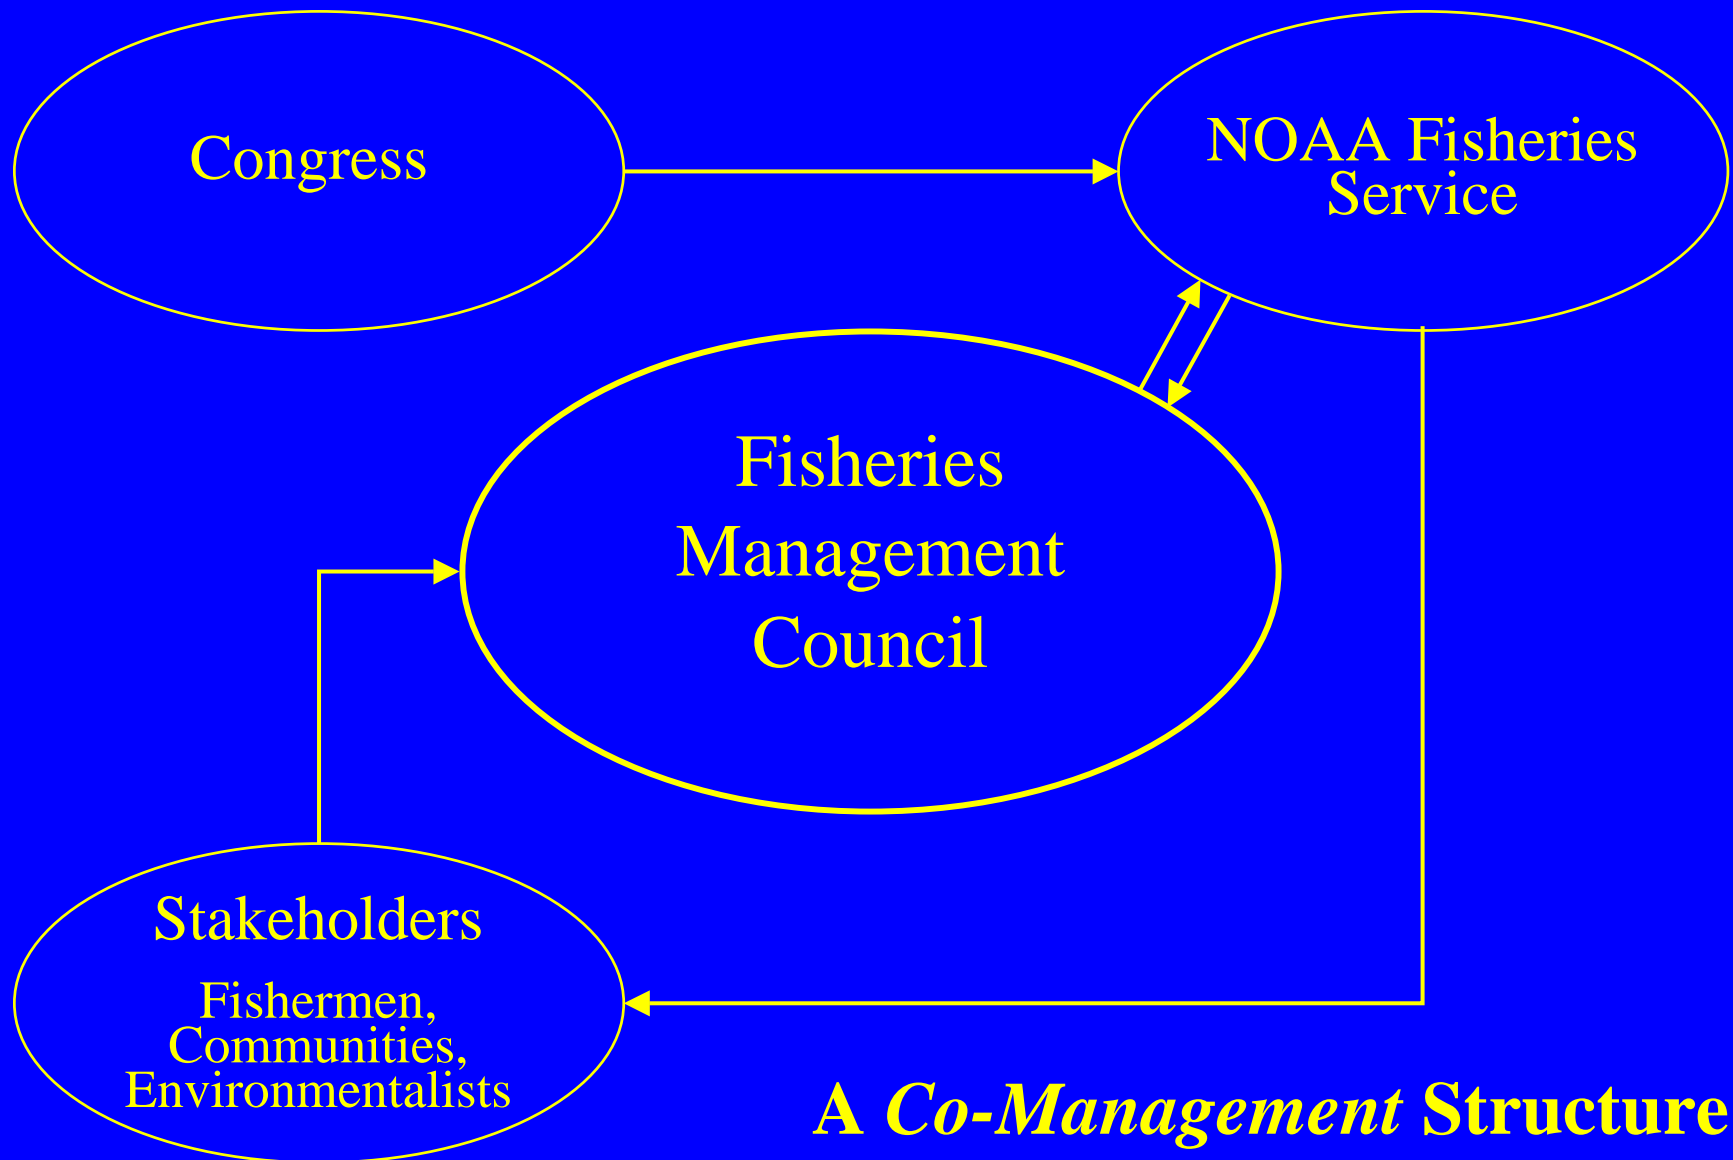 Congress
NOAA Fisheries
Service
Fisheries
Management
Council
Stakeholders
Fishermen,
Communities,
Environmentalists
A Co-Management Structure